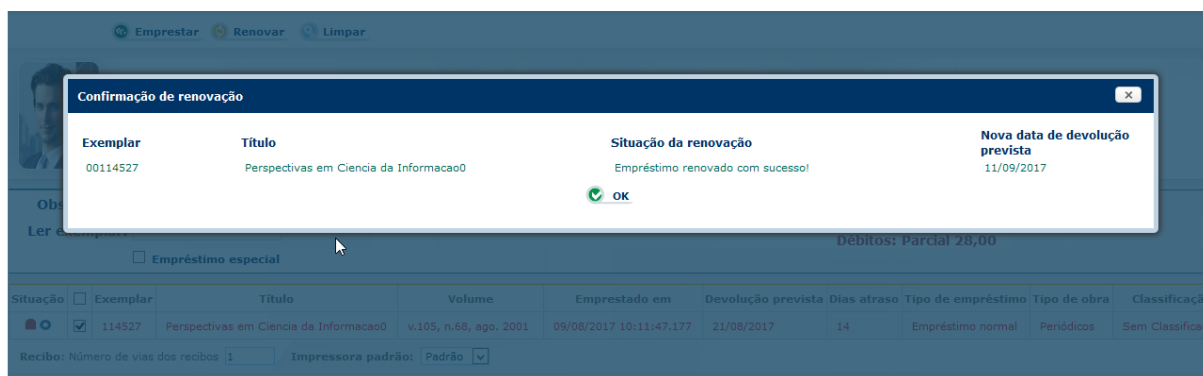 Emprestar Renovar Limpar
Confirmação de renovação
Exemplar Título Situação da renovação Nova data de devolução prevista
00114527 Perspectivas em Ciencia da Informacao0 Empréstimo renovado com sucesso! 11/09/2017
OK
Obs
Ler
Débitos: Parcial 28,00
Empréstimo especial
Situação Exemplar Título Volume Emprestado em Devolução prevista Dias atraso Tipo de empréstimo Tipo de obra Classificaçã
114527 Perspectivas em Ciencia da Informacao0 v.105, n.68, ago. 2001 09/08/2017 10:11:47.177 21/08/2017 14 Empréstimo normal Periódicos Sem Classifica
Recibo: Número de vias dos recibos 1 Impressora padrão: Padrão